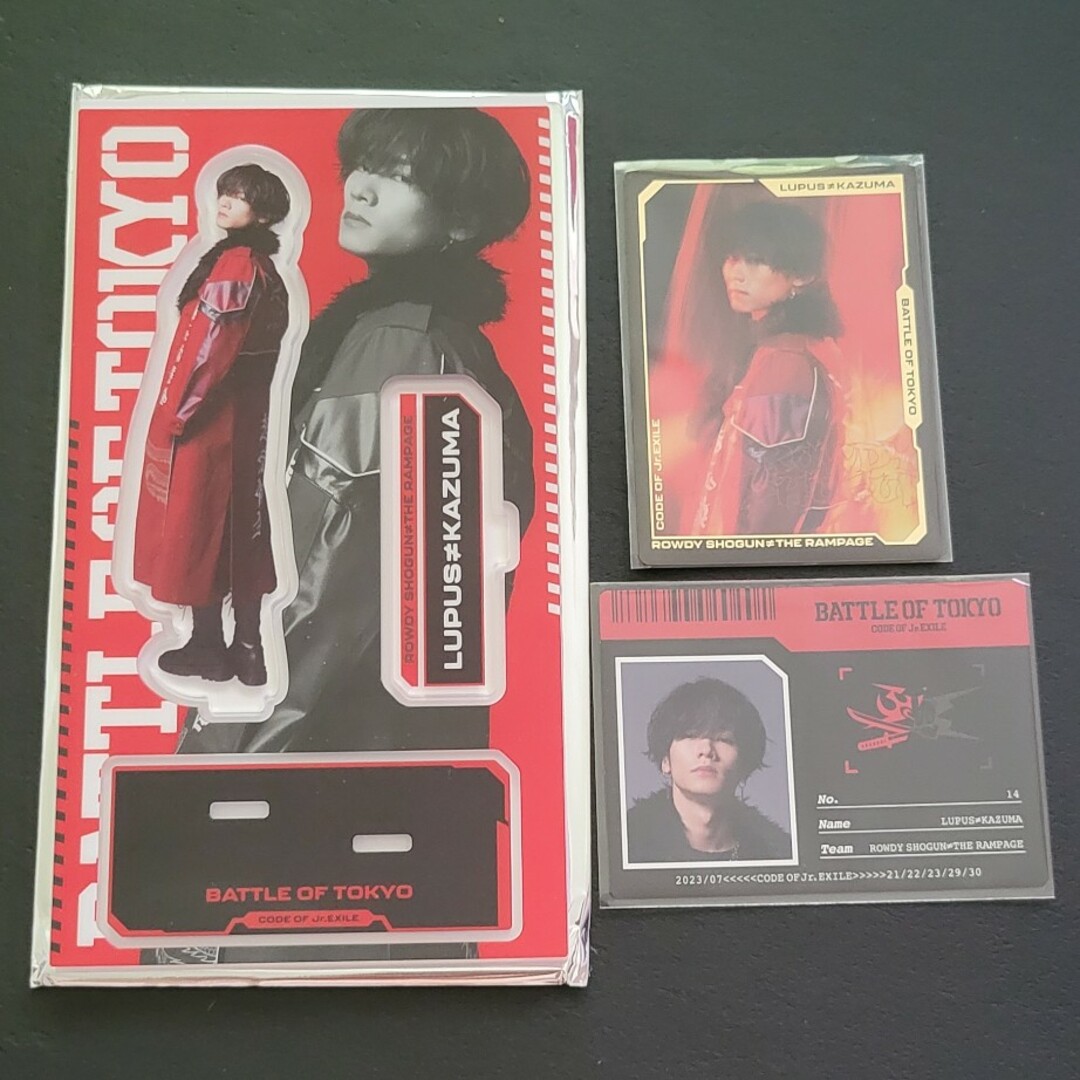 BATTLE OF TOKYO
ROWDY SHOGUN≠THE RAMPAGE
LUPUS≠KAZUMA
BATTLE OF TOKYO
CODE OF Jr.EXILE
LUPUS≠KAZUMA
BATTLE OF TOKYO
CODE OF Jr.EXILE
ROWDY SHOGUN≠THE RAMPAGE
BATTLE OF TOKYO
CODE OF Jr.EXILE
No. 14
Name LUPUS≠KAZUMA
Team ROWDY SHOGUN≠THE RAMPAGE
2023/07<<<<<CODE OF Jr.EXILE>>>>>21/22/23/29/30